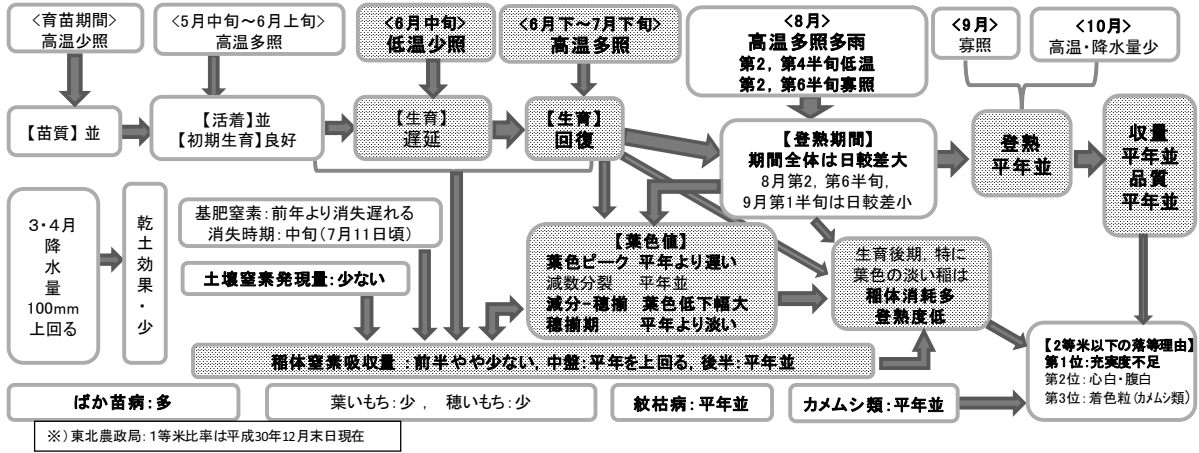 <育苗期間>
高温少照
<5月中旬～6月上旬>
高温多照
<6月中旬>
低温少照
<6月下～7月下旬>
高温多照
<8月>
高温多照多雨
第2，第4半旬低温
第2，第6半旬寡照
<9月>
寡照
<10月>
高温・降水量少
【苗質】 並
【活着】並
【初期生育】良好
【生育】
遅延
【生育】
回復
【登熟期間】
期間全体は日較差大
8月第2，第6半旬，
9月第1半旬は日較差小
登熟
平年並
収量
平年並
品質
平年並
3・4月
降
水
量
100mm
上回る
乾
土
効
果
・
少
基肥窒素：前年より消失遅れる
消失時期：中旬（7月11日頃）
土壌窒素発現量：少ない
【葉色値】
葉色ピーク　平年より遅い
減数分裂　平年並
減分-穂揃　葉色低下幅大
穂揃期　平年より淡い
生育後期，特に
葉色の淡い稲は
稲体消耗多
登熟度低
稲体窒素吸収量 ：前半やや少ない，中盤：平年を上回る，後半：平年並
【2等米以下の落等理由】
第1位：充実度不足
第2位：心白・腹白
第3位：着色粒（カメムシ類）
ばか苗病：多
葉いもち：少 ， 穂いもち：少
紋枯病：平年並
カメムシ類：平年並
※）東北農政局：1等米比率は平成30年12月末日現在